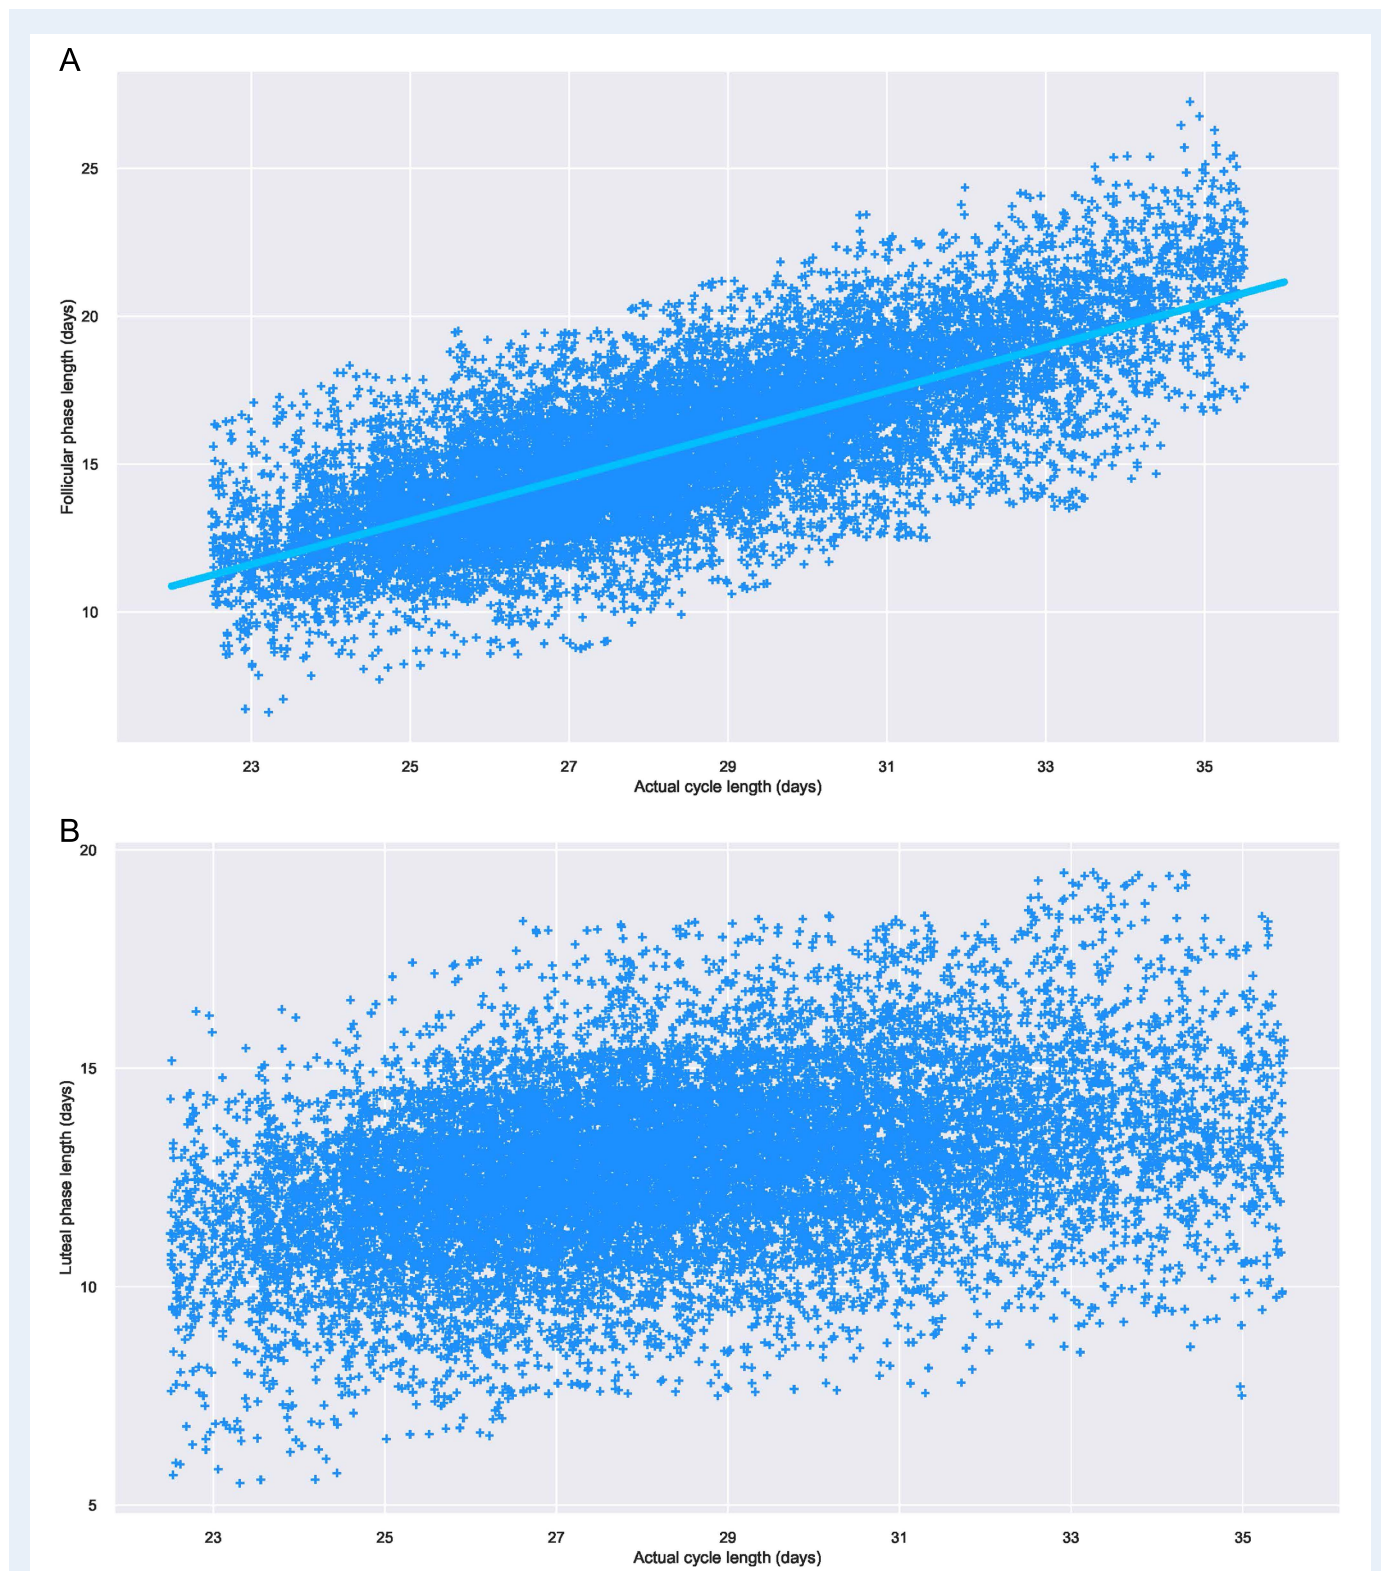 A
25
20
15
10
Follicular phase length (days)
23 25 27 29 31 33 35
Actual cycle length (days)
B
20
15
10
5
Luteal phase length (days)
23 25 27 29 31 33 35
Actual cycle length (days)